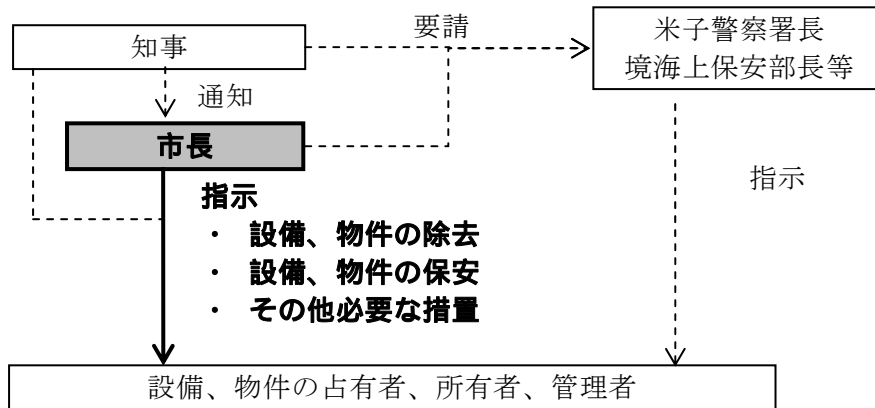 知事
要請
米子警察署長
境海上保安部長等
通知
市長
指示
指示
・ 設備、物件の除去
・ 設備、物件の保安
・ その他必要な措置
設備、物件の占有者、所有者、管理者